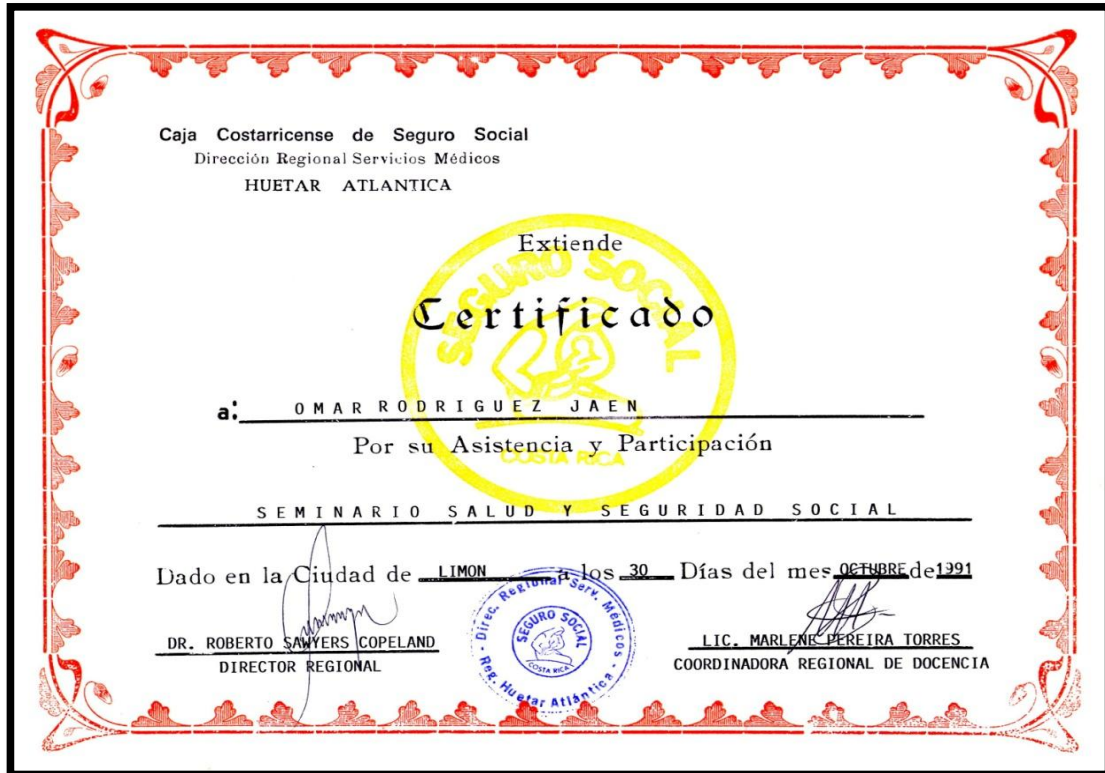 Caja Costarricense de Seguro Social
Dirección Regional Servicios Médicos
HUETAR ATLANTICA
Extiende
SEGURO SOCIAL
Certificado
a: OMAR RODRIGUEZ JAEN
Por su Asistencia y Participación
COSTA RICA
SEMINARIO SALUD Y SEGURIDAD SOCIAL
Dado en la Ciudad de LIMON a los 30 Días del mes OCTUBRE de 1991
Direc. Regional Serv. Médicos - Reg. Huetar Atlántica -
SEGURO SOCIAL
COSTA RICA
DR. ROBERTO SAWYERS COPELAND
DIRECTOR REGIONAL
LIC. MARLENE PEREIRA TORRES
COORDINADORA REGIONAL DE DOCENCIA